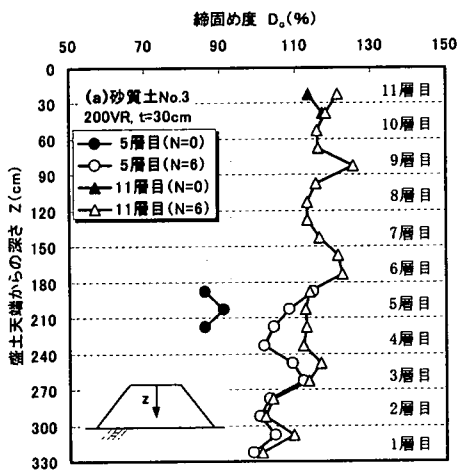 締固め度 Dc(%)
50 70 90 110 130 150
0
30
60
90
120
150
180
210
240
270
300
330
盛土天端からの深さ Z(cm)
(a)砂質土No.3
200VR, t=30cm
5層目(N=0)
5層目(N=6)
11層目(N=0)
11層目(N=6)
11層目
10層目
9層目
8層目
7層目
6層目
5層目
4層目
3層目
2層目
1層目
z